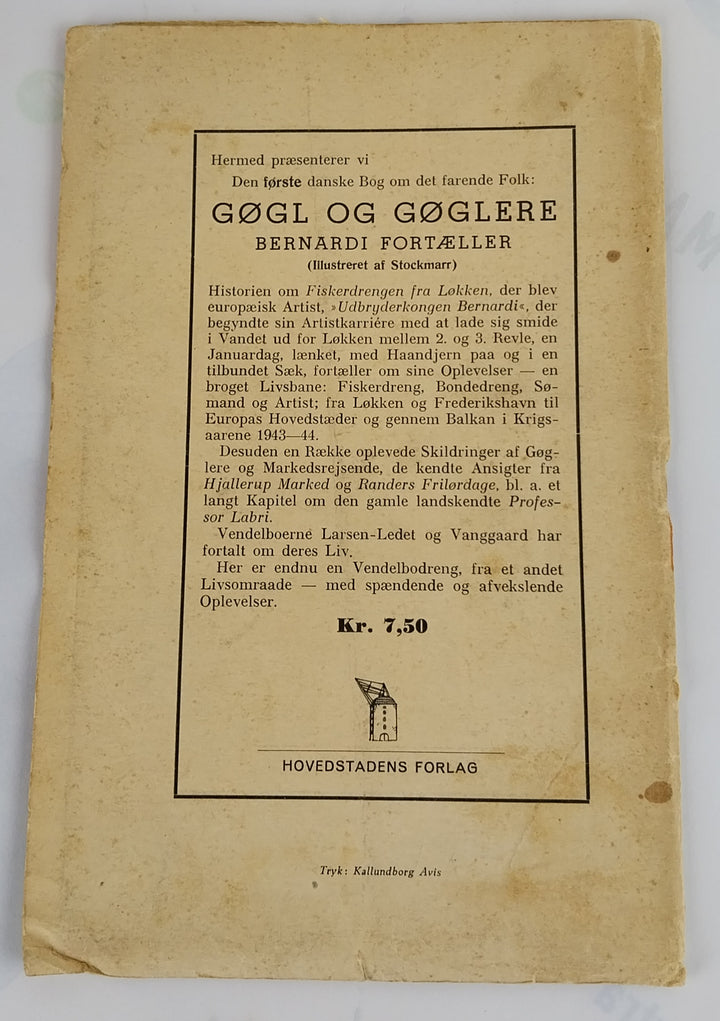 Hermed præsenterer vi
Den første danske Bog om det farende Folk:
GØGL OG GØGLERE
BERNARDI FORTÆLLER
(Illustreret af Stockmarr)
Historien om Fiskerdrengen fra Løkken, der blev
europæisk Artist, »Udbryderkongen Bernardi«, der
begyndte sin Artistkarriére med at lade sig smide
i Vandet ud for Løkken mellem 2. og 3. Revle, en
Januardag, lænket, med Haandjern paa og i en
tilbundet Sæk, fortæller om sine Oplevelser — en
broget Livsbane: Fiskerdreng, Bondedreng, Sø-
mand og Artist; fra Løkken og Frederikshavn til
Europas Hovedstæder og gennem Balkan i Krigs-
aarene 1943—44.
Desuden en Række oplevede Skildringer af Gøg-
lere og Markedsrejsende, de kendte Ansigter fra
Hjallerup Marked og Randers Frilørdage, bl. a. et
langt Kapitel om den gamle landskendte Profes-
sor Labri.
Vendelboerne Larsen-Ledet og Vanggaard har
fortalt om deres Liv.
Her er endnu en Vendelbodreng, fra et andet
Livsomraade — med spændende og afvekslende
Oplevelser.
Kr. 7,50
HOVEDSTADENS FORLAG
Tryk: Kallundborg Avis